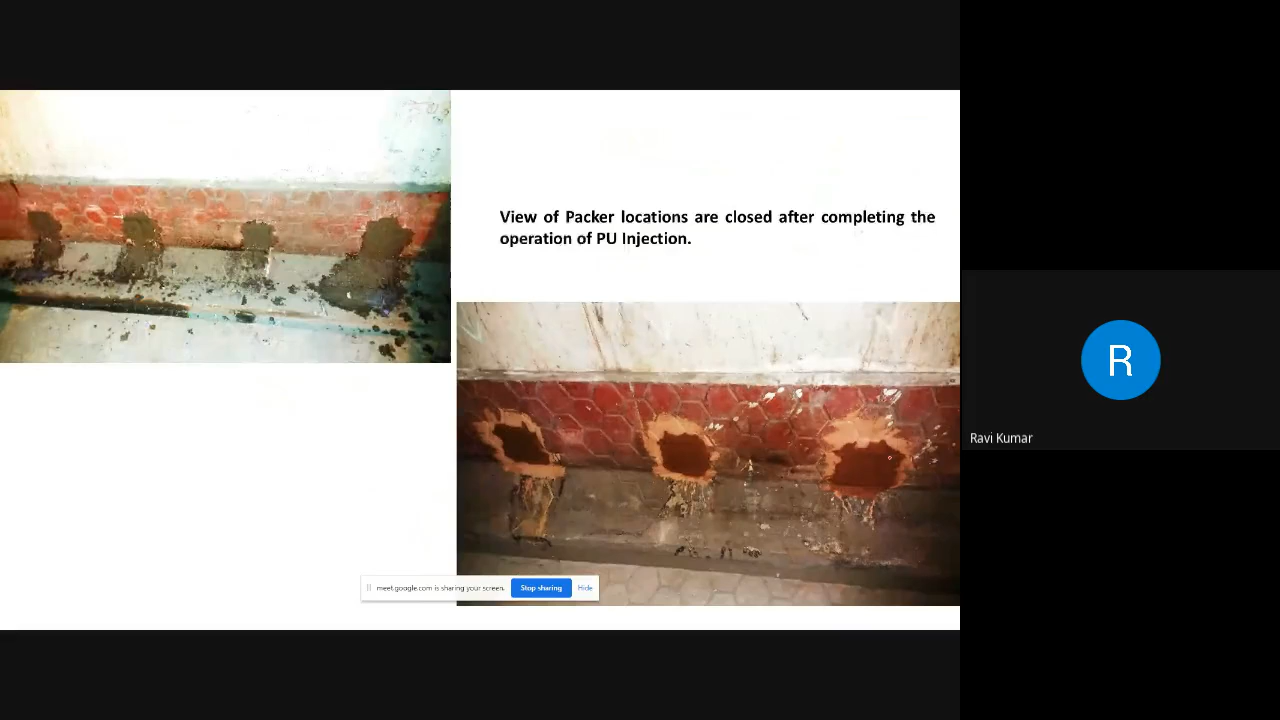 View of Packer locations are closed after completing the
operation of PU Injection.
R
Ravi Kumar
meet.google.com is sharing your screen.
Stop sharing
Hide